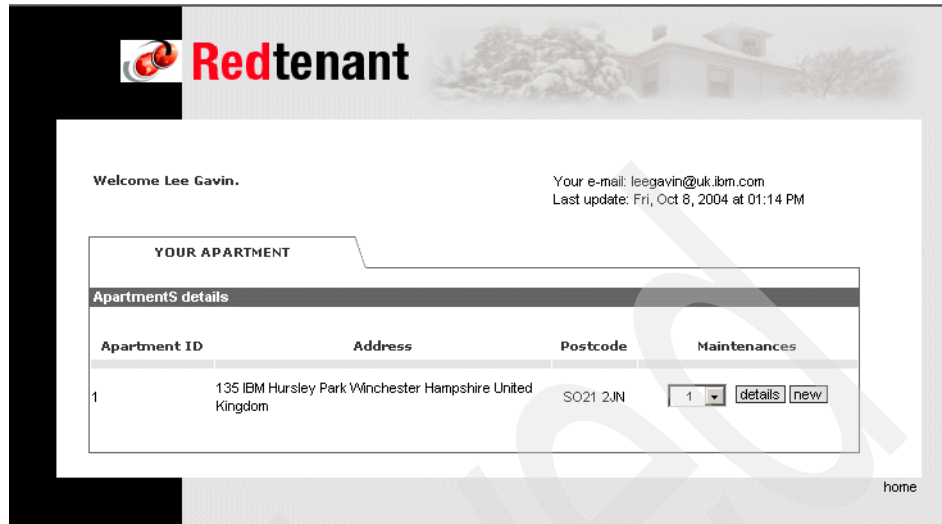 Redtenant
Welcome Lee Gavin.
Your e-mail: leegavin@uk.ibm.com
Last update: Fri, Oct 8, 2004 at 01:14 PM
YOUR APARTMENT
ApartmentS details
Apartment ID Address Postcode Maintenances
1 135 IBM Hursley Park Winchester Hampshire United Kingdom SO21 2JN 1 details new
home